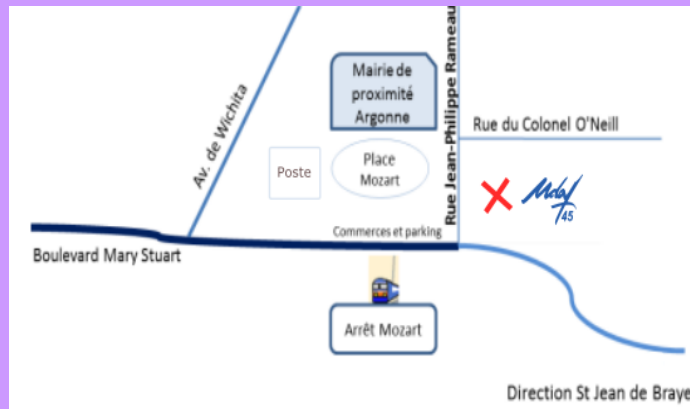 Mairie de
proximité
Argonne
Rue Jean-Philippe Rameau
Av. de Wichita
Rue du Colonel O'Neill
Poste
Place
Mozart
Commerces et parking
Boulevard Mary Stuart
45
Arrêt Mozart
Direction St Jean de Braye